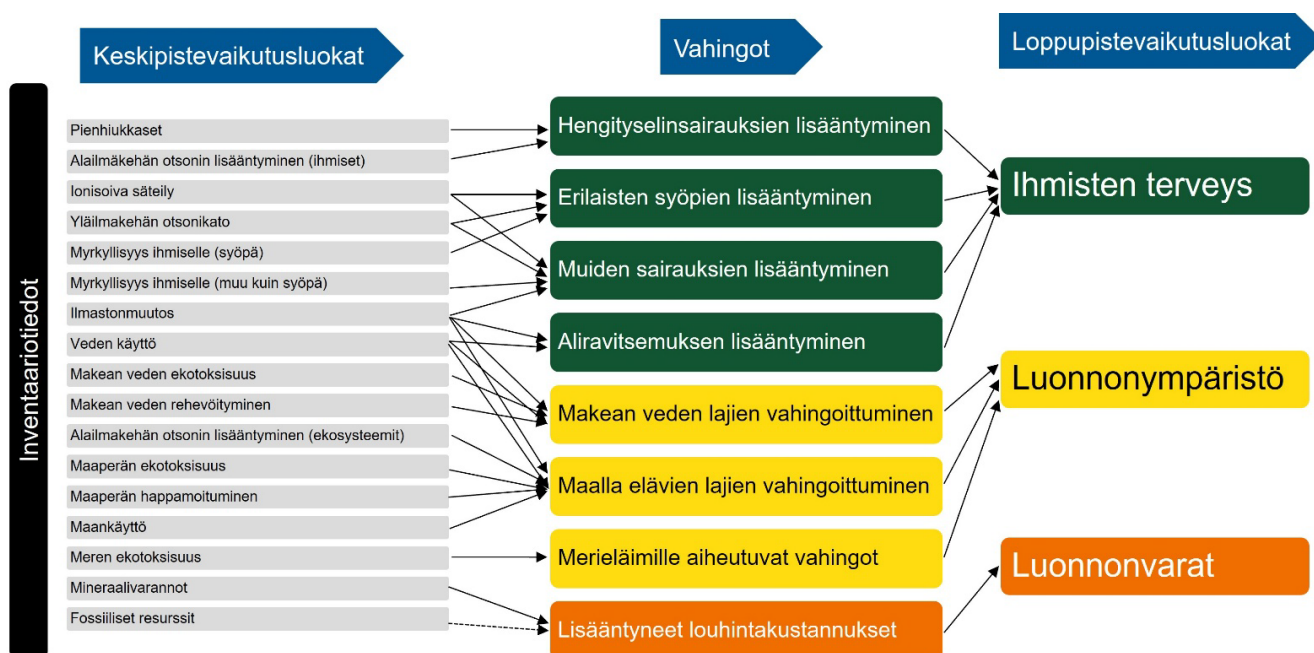 Keskipistevaikutusluokat
Vahingot
Loppupistevaikutusluokat
Inventaariotiedot
Pienhiukkaset
Alailmäkehän otsonin lisääntyminen (ihmiset)
Ionisoiva säteily
Yläilmakehän otsonikato
Myrkyllisyys ihmiselle (syöpä)
Myrkyllisyys ihmiselle (muu kuin syöpä)
Ilmastonmuutos
Veden käyttö
Makean veden ekotoksisuus
Makean veden rehevöityminen
Alailmakehän otsonin lisääntyminen (ekosysteemit)
Maaperän ekotoksisuus
Maaperän happamoituminen
Maankäyttö
Meren ekotoksisuus
Mineraalivarannot
Fossiiliset resurssit
Hengityselinsairauksien lisääntyminen
Erilaisten syöpien lisääntyminen
Muiden sairauksien lisääntyminen
Aliravitsemuksen lisääntyminen
Makean veden lajien vahingoittuminen
Maalla elävien lajien vahingoittuminen
Merieläimille aiheutuvat vahingot
Lisääntyneet louhintakustannukset
Ihmisten terveys
Luonnonympäristö
Luonnonvarat